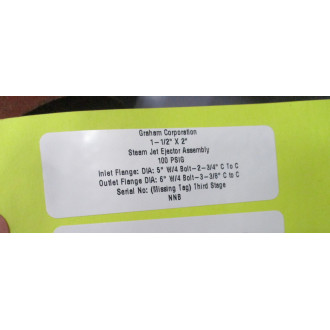 Graham Corporation
1-1/2" X 2"
Steam Jet Ejector Assembly
100 PSIG
Inlet Flange: DIA: 5" W/4 Bolt-2-3/4" C To C
Outlet Flange DIA: 6" W/4 Bolt-3-3/8" C to C
Serial No: (Missing Tag) Third Stage
NNB